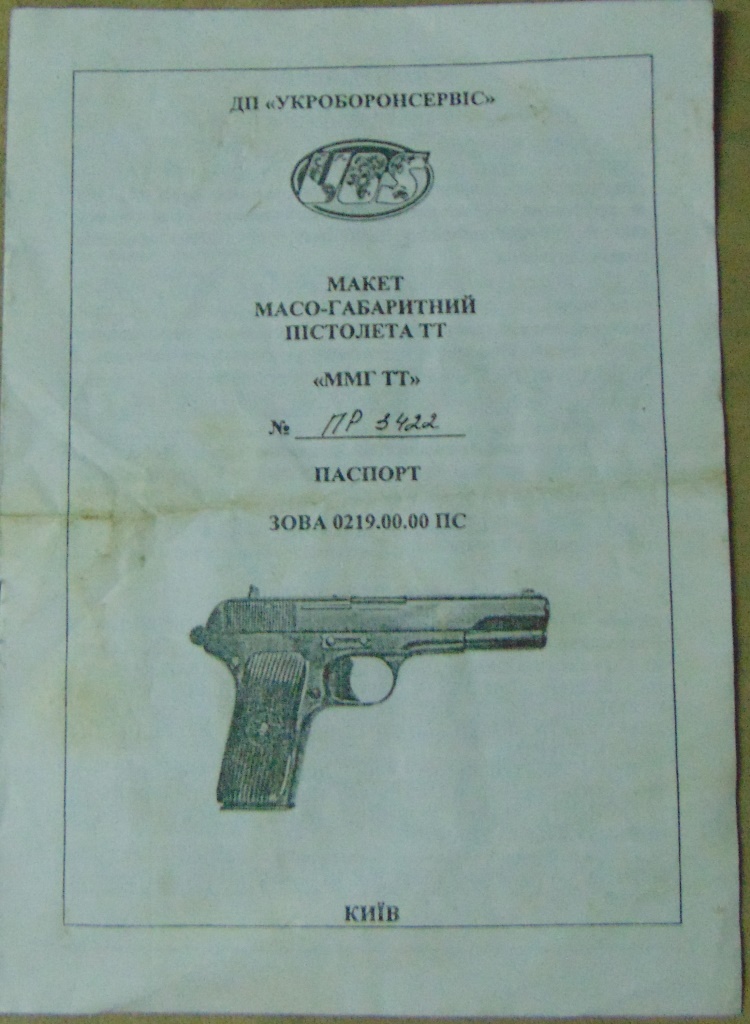 ДП «УКРОБОРОНСЕРВІС»
UOS
МАКЕТ
МАСО-ГАБАРИТНИЙ
ПІСТОЛЕТА ТТ
«ММГ ТТ»
№ ПР 3422
ПАСПОРТ
ЗОВА 0219.00.00 ПС
КИЇВ